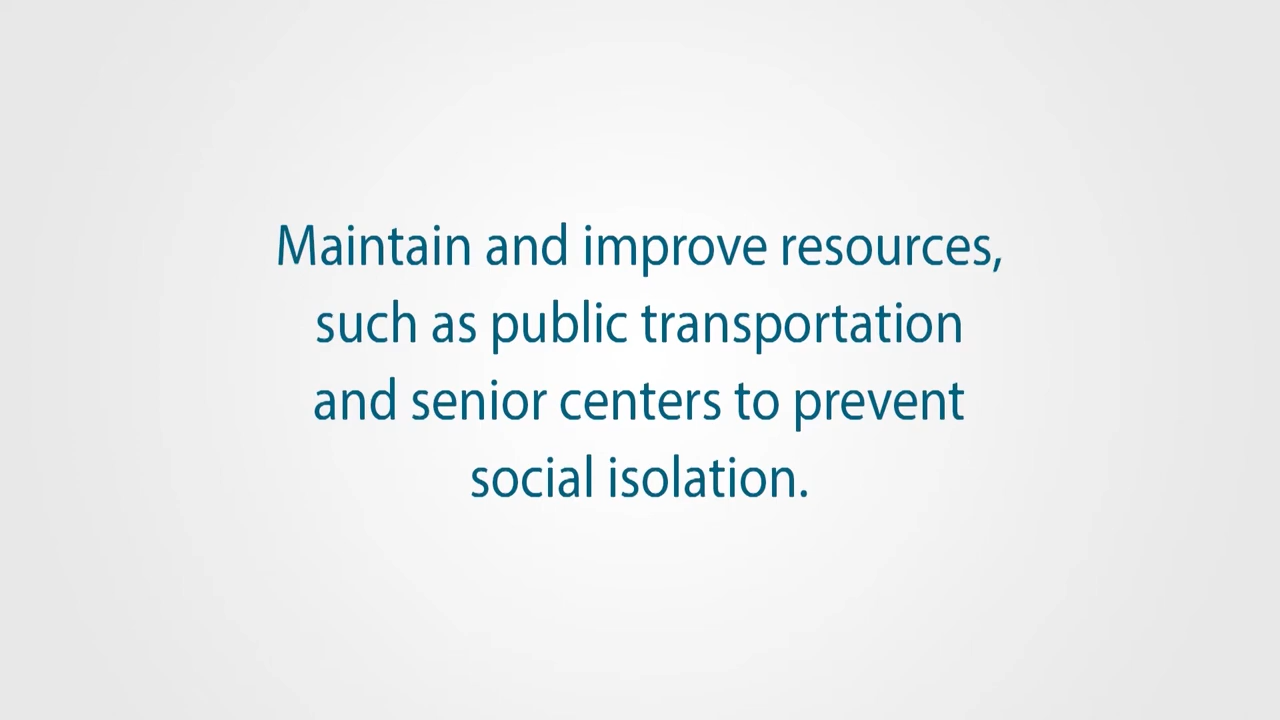 Maintain and improve resources,
such as public transportation
and senior centers to prevent
social isolation.